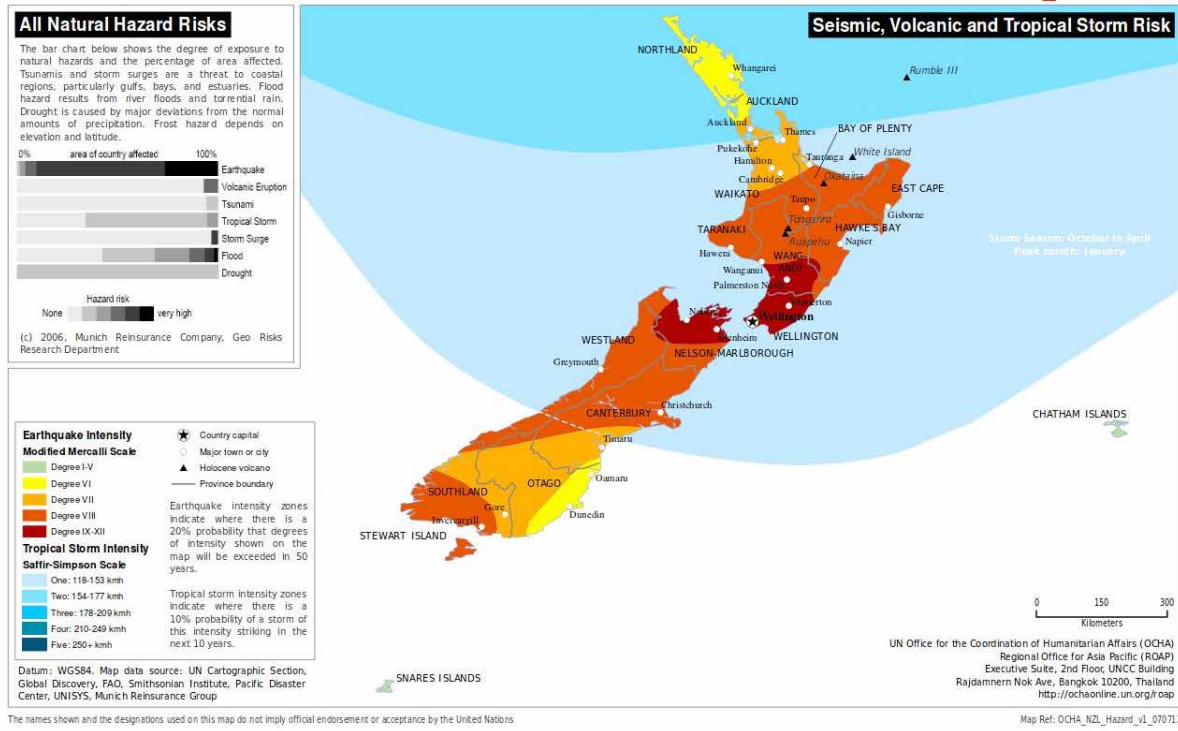 All Natural Hazard Risks
The bar chart below shows the degree of exposure to
natural hazards and the percentage of area affected.
Tsunamis and storm surges are a threat to coastal
regions, particularly gulfs, bays, and estuaries. Flood
hazard results from river floods and torrential rain.
Drought is caused by major deviations from the normal
amounts of precipitation. Frost hazard depends on
elevation and latitude.
0% area of country affected 100%
Earthquake
Volcanic Eruption
Tsunami
Tropical Storm
Storm Surge
Flood
Drought
Hazard risk
None very high
(c) 2006, Munich Reinsurance Company, Geo Risks
Research Department
Seismic, Volcanic and Tropical Storm Risk
NORTHLAND
Whangarei
Rumble III
AUCKLAND
Auckland
Thames
BAY OF PLENTY
Pukekohe
Hamilton
Tauranga
White Island
Cambridge
Okataina
WAIKATO
EAST CAPE
Taupo
Gisborne
TARANAKI
Tongariro
HAWKE'S BAY
Ruapehu
Napier
Storm Season: October to April
Peak month: January
Hawera
WANG
ANUI
Wanganui
Palmerston North
Masterton
Nelson
Wellington
Blenheim
WELLINGTON
WESTLAND
NELSON-MARLBOROUGH
Greymouth
CANTERBURY
Christchurch
CHATHAM ISLANDS
Timaru
OTAGO
Oamaru
SOUTHLAND
Gore
Dunedin
Invercargill
STEWART ISLAND
SNARES ISLANDS
Earthquake Intensity
Modified Mercalli Scale
Degree I-V
Degree VI
Degree VII
Degree VIII
Degree IX-XII
Tropical Storm Intensity
Saffir-Simpson Scale
One: 118-153 kmh
Two: 154-177 kmh
Three: 178-209 kmh
Four: 210-249 kmh
Five: 250+ kmh
Country capital
Major town or city
Holocene volcano
Province boundary
Earthquake intensity zones
indicate where there is a
20% probability that degrees
of intensity shown on the
map will be exceeded in 50
years.
Tropical storm intensity zones
indicate where there is a
10% probability of a storm of
this intensity striking in the
next 10 years.
Datum: WGS84. Map data source: UN Cartographic Section,
Global Discovery, FAO, Smithsonian Institute, Pacific Disaster
Center, UNISYS, Munich Reinsurance Group
0 150 300
Kilometers
UN Office for the Coordination of Humanitarian Affairs (OCHA)
Regional Office for Asia Pacific (ROAP)
Executive Suite, 2nd Floor, UNCC Building
Rajdamnern Nok Ave, Bangkok 10200, Thailand
http://ochaonline.un.org/roap
The names shown and the designations used on this map do not imply official endorsement or acceptance by the United Nations
Map Ref: OCHA_NZL_Hazard_v1_07071